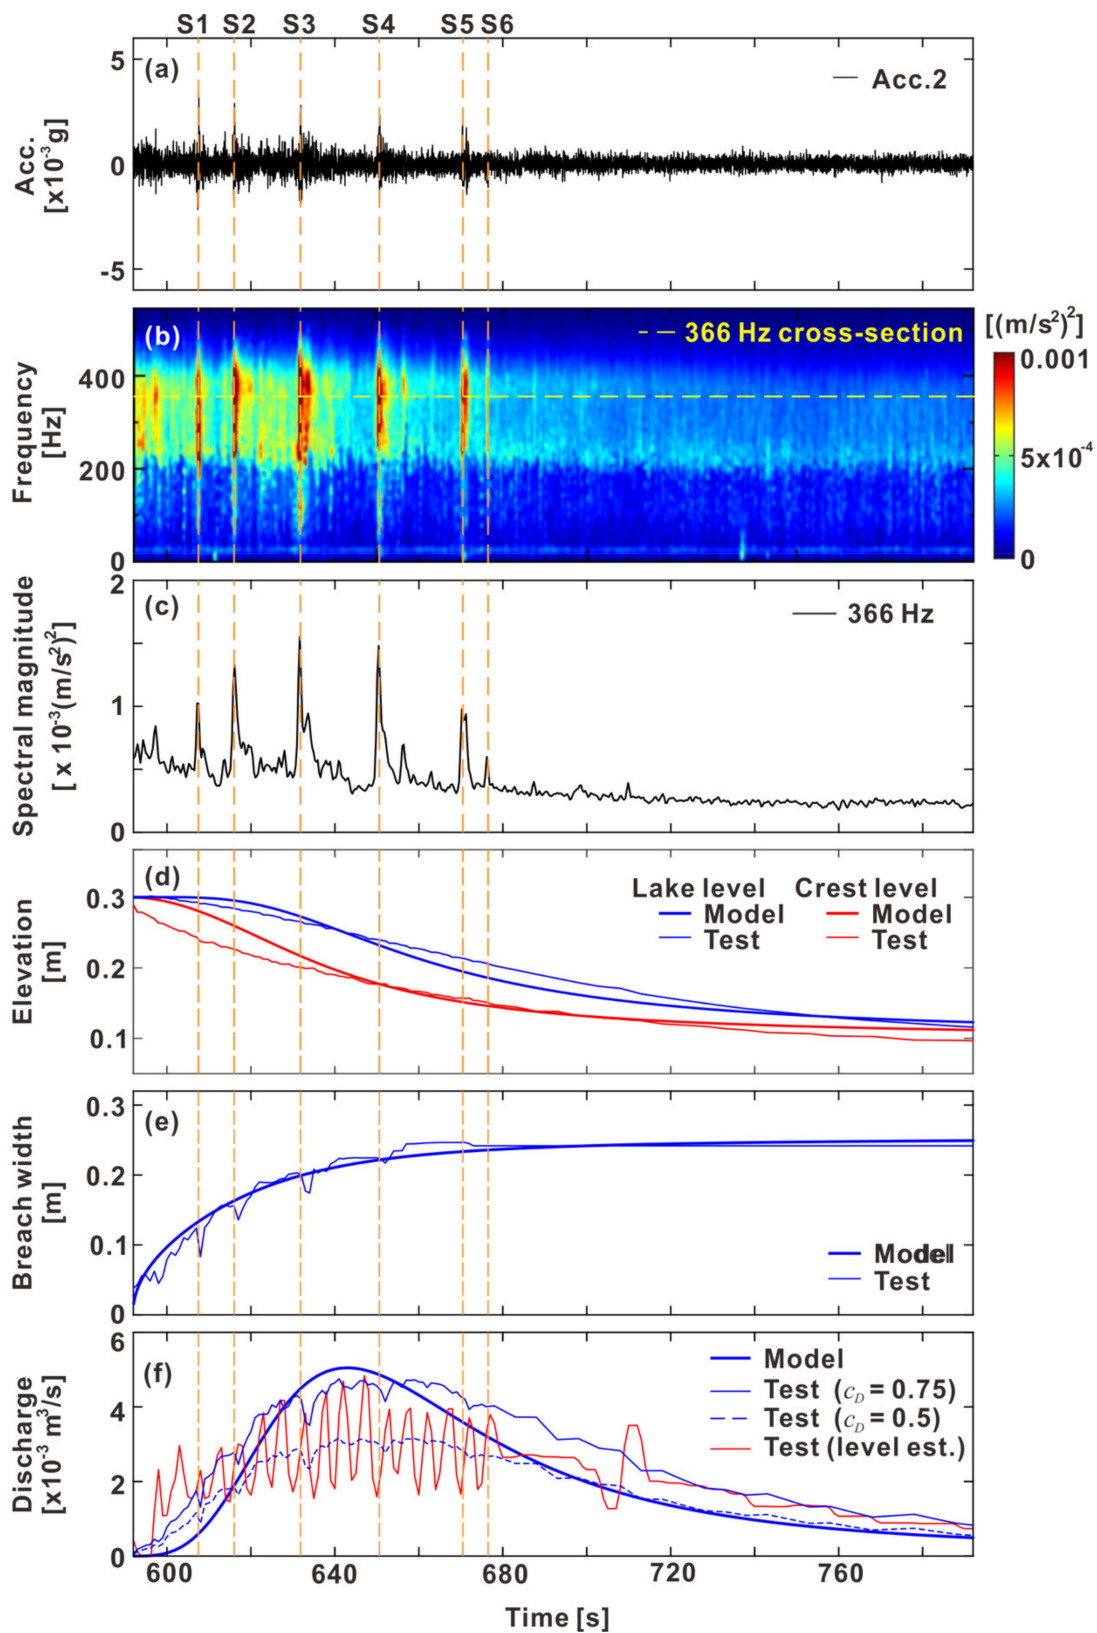 S1 S2 S3 S4 S5 S6
(a)
Acc.2
5
0
-5
Acc.
[x10⁻³g]
(b)
366 Hz cross-section
[(m/s²)²]
0.001
5x10⁻⁴
0
400
200
0
Frequency
[Hz]
(c)
366 Hz
2
1
0
Spectral magnitude
[ x 10⁻³(m/s²)²]
(d)
Lake level Crest level
Model Model
Test Test
0.3
0.2
0.1
Elevation
[m]
(e)
0.3
0.2
0.1
0
Breach width
[m]
Model
Test
(f)
6
4
2
0
Discharge
[x10⁻³ m³/s]
Model
Test (c_D = 0.75)
Test (c_D = 0.5)
Test (level est.)
600 640 680 720 760
Time [s]